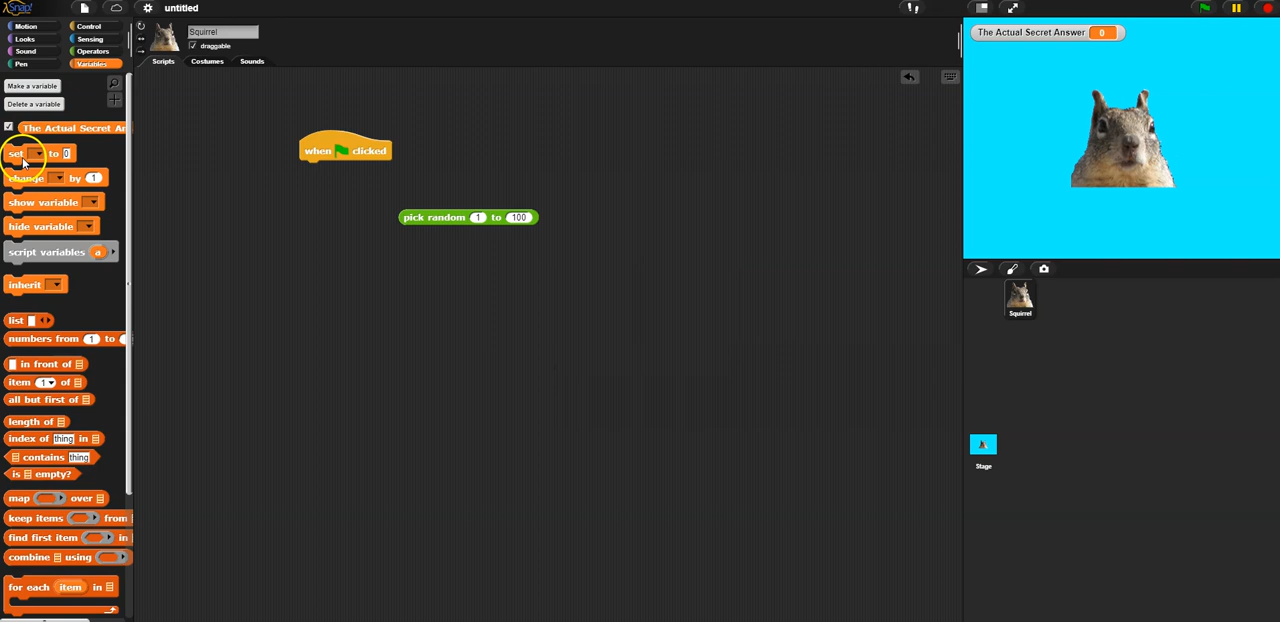 Snap!
untitled
Motion
Control
Looks
Sensing
Sound
Operators
Pen
Variables
Squirrel
draggable
Scripts
Costumes
Sounds
Make a variable
Delete a variable
The Actual Secret An
set to 0
change by 1
show variable
hide variable
script variables a
inherit
list
numbers from 1 to
in front of
item 1 of
all but first of
length of
index of thing in
contains thing
is empty?
map over
keep items from
find first item in
combine using
for each item in
when clicked
pick random 1 to 100
The Actual Secret Answer 0
Squirrel
Stage